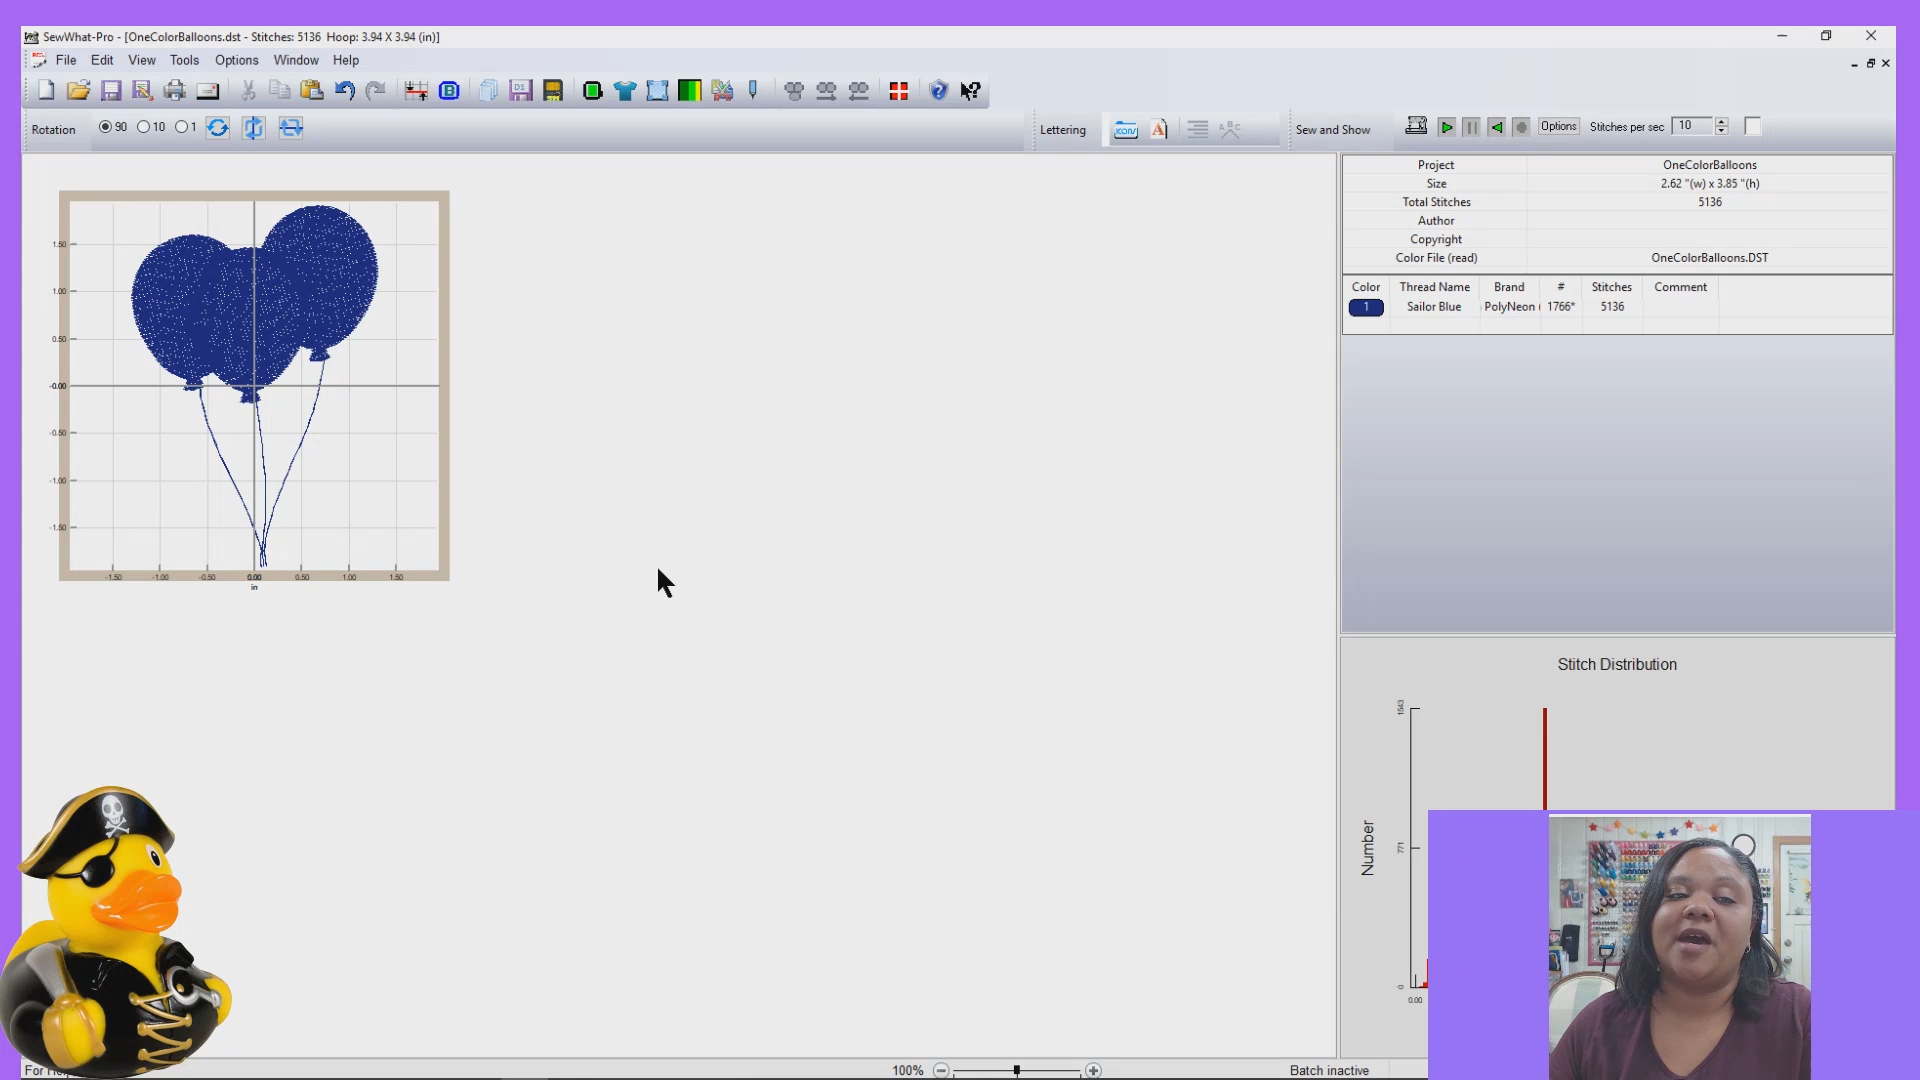 SewWhat-Pro - [OneColorBalloons.dst - Stitches: 5136 Hoop: 3.94 X 3.94 (in)]
File Edit View Tools Options Window Help
Rotation 90 10 1 Lettering Sew and Show Options Stitches per sec 10
Project OneColorBalloons
Size 2.62 "(w) x 3.85 "(h)
Total Stitches 5136
Author
Copyright
Color File (read) OneColorBalloons.DST
Color Thread Name Brand # Stitches Comment
1 Sailor Blue PolyNeon 1766* 5136
1.50
1.00
0.50
-0.00
-0.50
-1.00
-1.50
-1.50 -1.00 -0.50 0.00 0.50 1.00 1.50
in
Stitch Distribution
1543
771
0
Number
0.00
100% Batch inactive